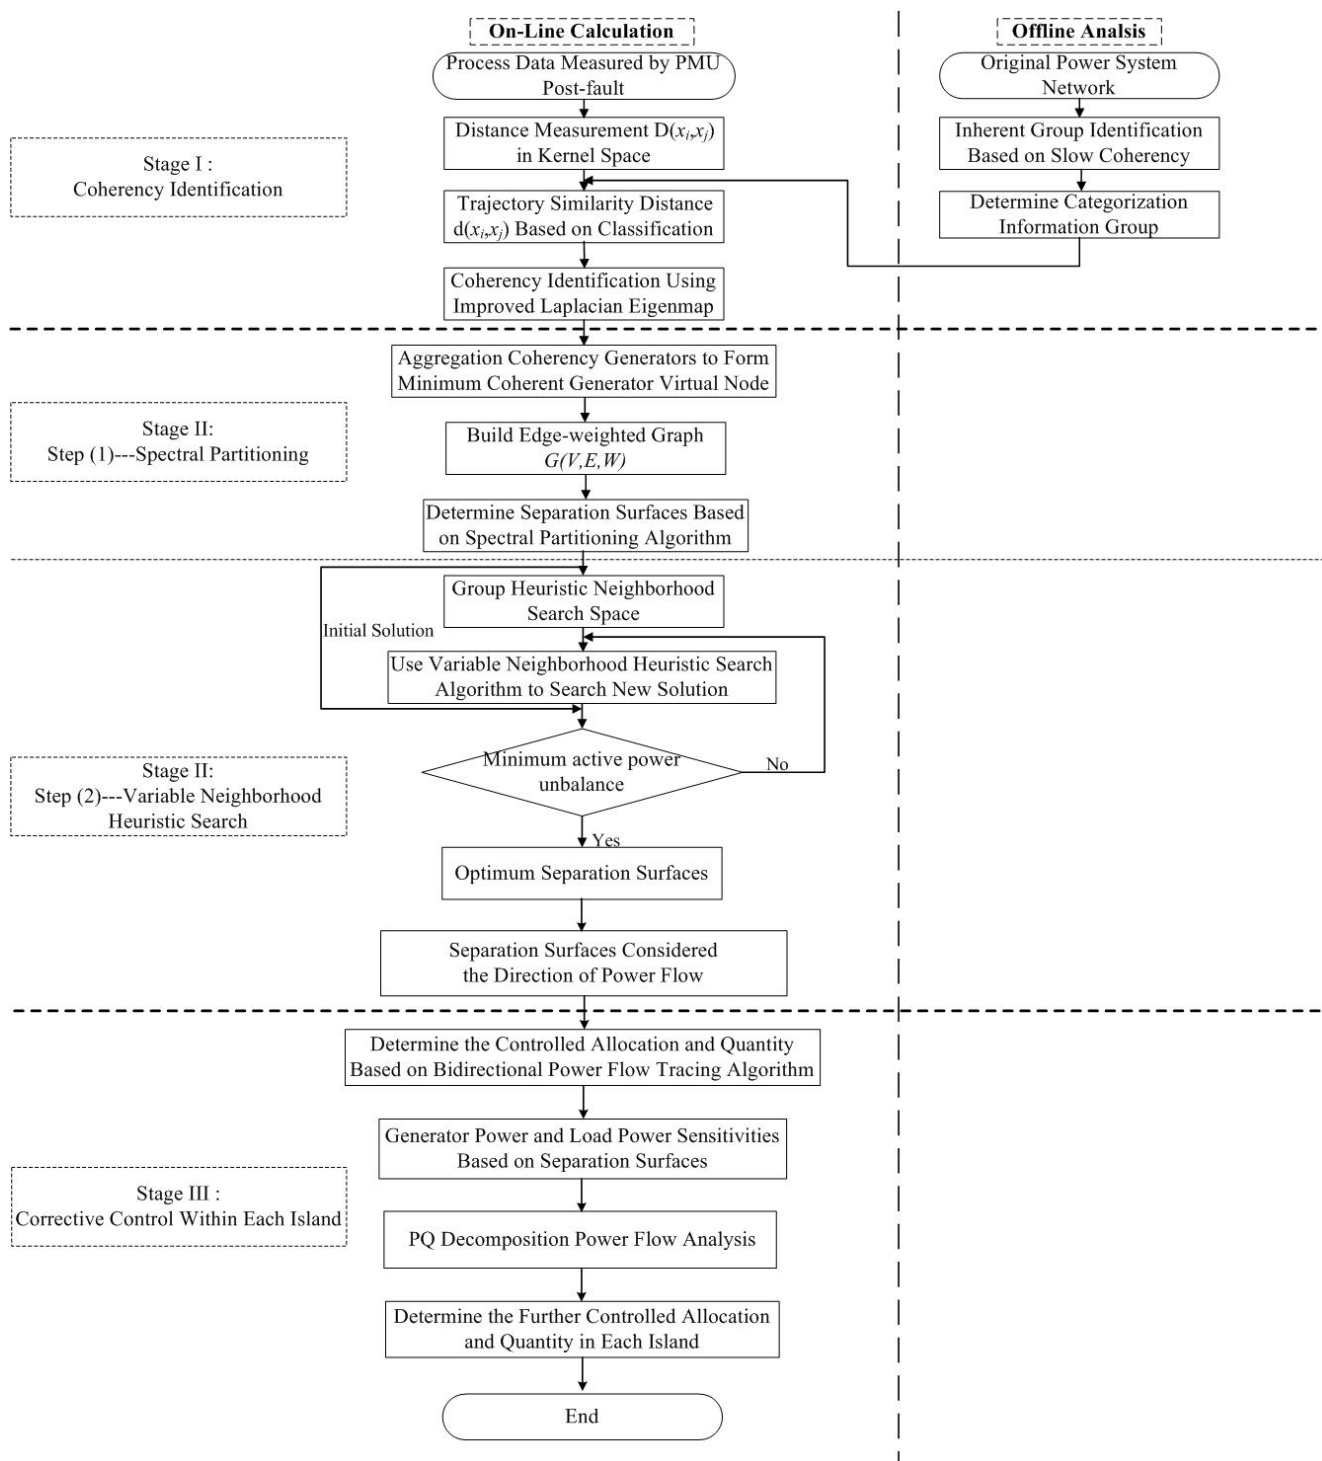 On-Line Calculation
Offline Analsis
Process Data Measured by PMU
Post-fault
Original Power System
Network
Stage I :
Coherency Identification
Distance Measurement D(xi,xj)
in Kernel Space
Inherent Group Identification
Based on Slow Coherency
Trajectory Similarity Distance
d(xi,xj) Based on Classification
Determine Categorization
Information Group
Coherency Identification Using
Improved Laplacian Eigenmap
Aggregation Coherency Generators to Form
Minimum Coherent Generator Virtual Node
Stage II:
Step (1)---Spectral Partitioning
Build Edge-weighted Graph
G(V,E,W)
Determine Separation Surfaces Based
on Spectral Partitioning Algorithm
Group Heuristic Neighborhood
Search Space
Initial Solution
Use Variable Neighborhood Heuristic Search
Algorithm to Search New Solution
Stage II:
Step (2)---Variable Neighborhood
Heuristic Search
Minimum active power
unbalance
No
Yes
Optimum Separation Surfaces
Separation Surfaces Considered
the Direction of Power Flow
Determine the Controlled Allocation and Quantity
Based on Bidirectional Power Flow Tracing Algorithm
Generator Power and Load Power Sensitivities
Based on Separation Surfaces
Stage III :
Corrective Control Within Each Island
PQ Decomposition Power Flow Analysis
Determine the Further Controlled Allocation
and Quantity in Each Island
End